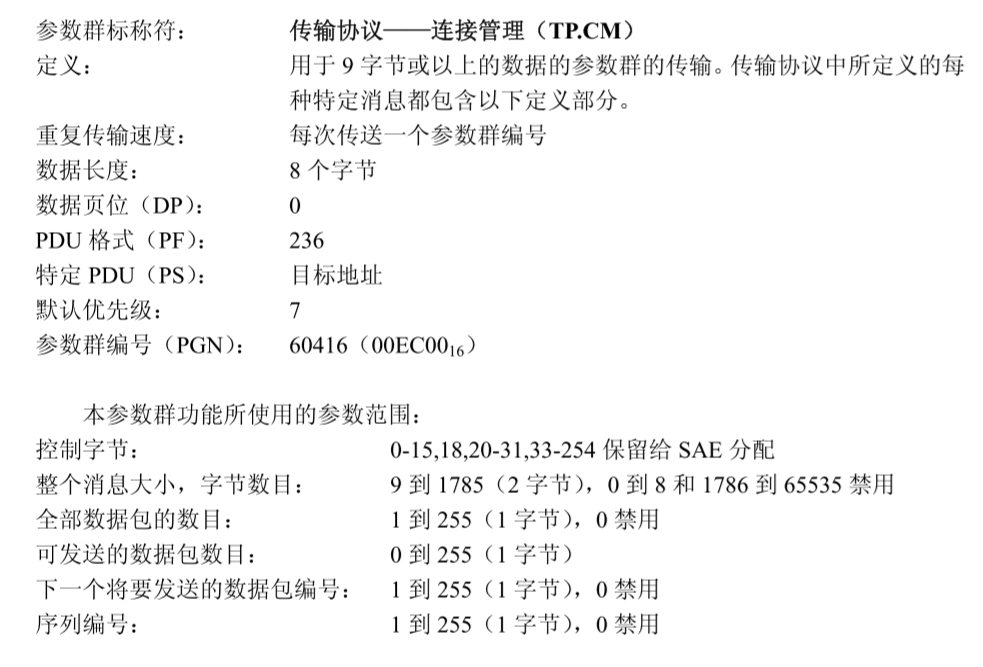 参数群标称符： 传输协议——连接管理（TP.CM）
定义： 用于 9 字节或以上的数据的参数群的传输。传输协议中所定义的每
种特定消息都包含以下定义部分。
重复传输速度： 每次传送一个参数群编号
数据长度： 8 个字节
数据页位（DP）： 0
PDU 格式（PF）： 236
特定 PDU（PS）： 目标地址
默认优先级： 7
参数群编号（PGN）： 60416（00EC00₁₆）
本参数群功能所使用的参数范围：
控制字节： 0-15,18,20-31,33-254 保留给 SAE 分配
整个消息大小，字节数目： 9 到 1785（2 字节），0 到 8 和 1786 到 65535 禁用
全部数据包的数目： 1 到 255（1 字节），0 禁用
可发送的数据包数目： 0 到 255（1 字节）
下一个将要发送的数据包编号： 1 到 255（1 字节），0 禁用
序列编号： 1 到 255（1 字节），0 禁用